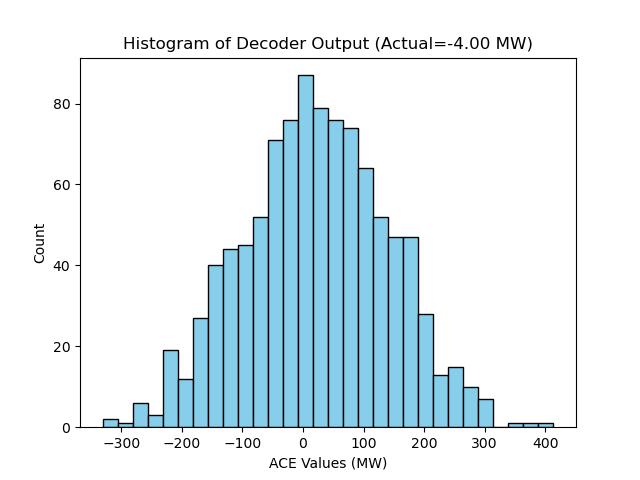 Histogram of Decoder Output (Actual=-4.00 MW)
80
60
40
20
0
Count
−300 −200 −100 0 100 200 300 400
ACE Values (MW)